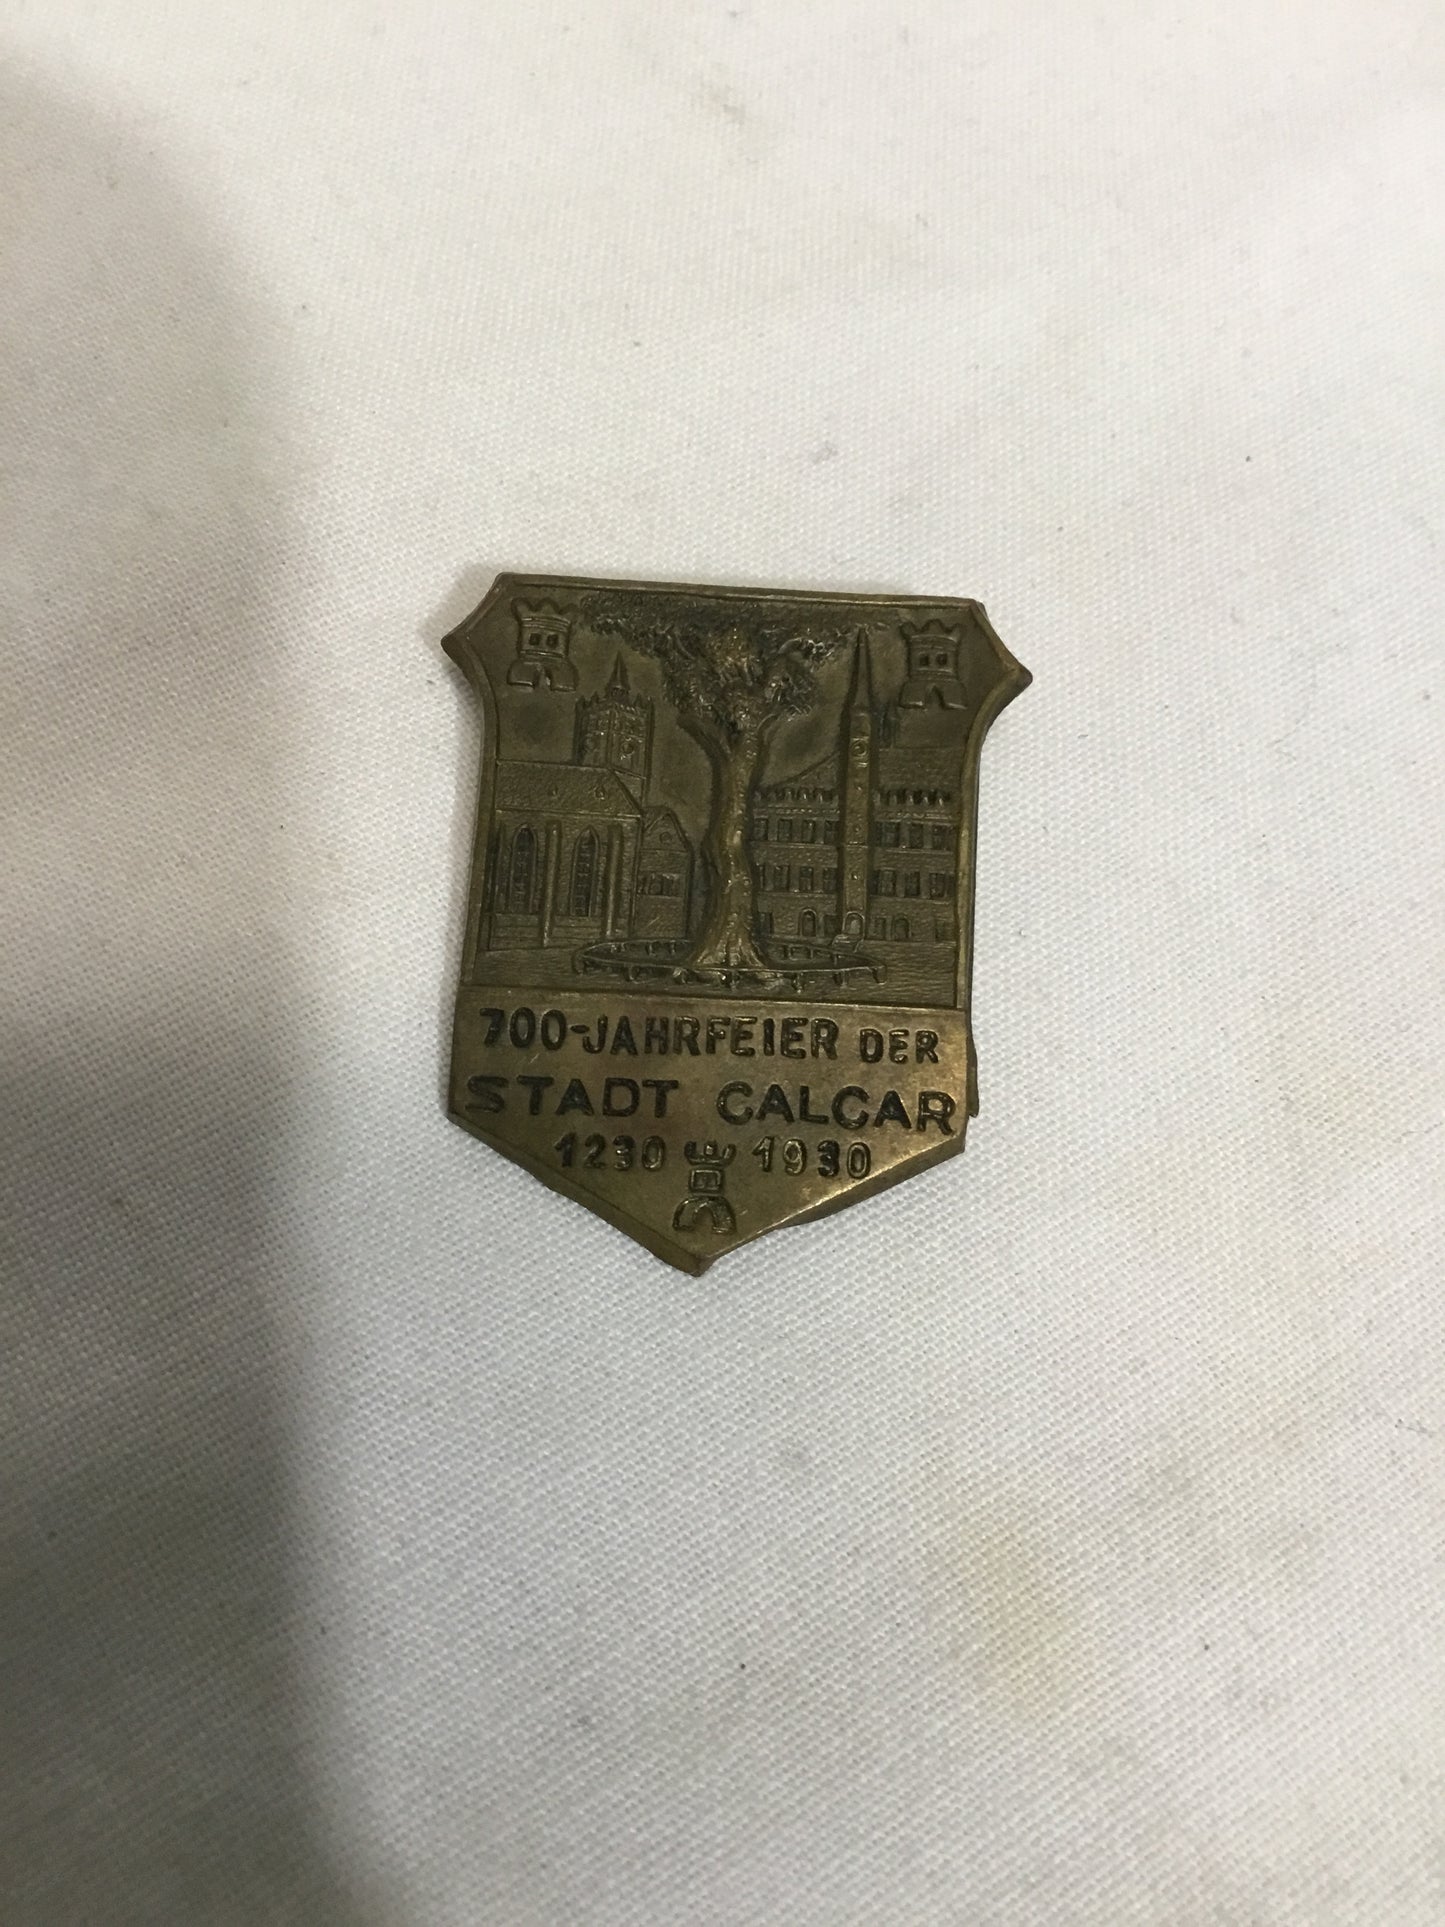 700-JAHRFEIER DER
STADT CALCAR
1230 1930